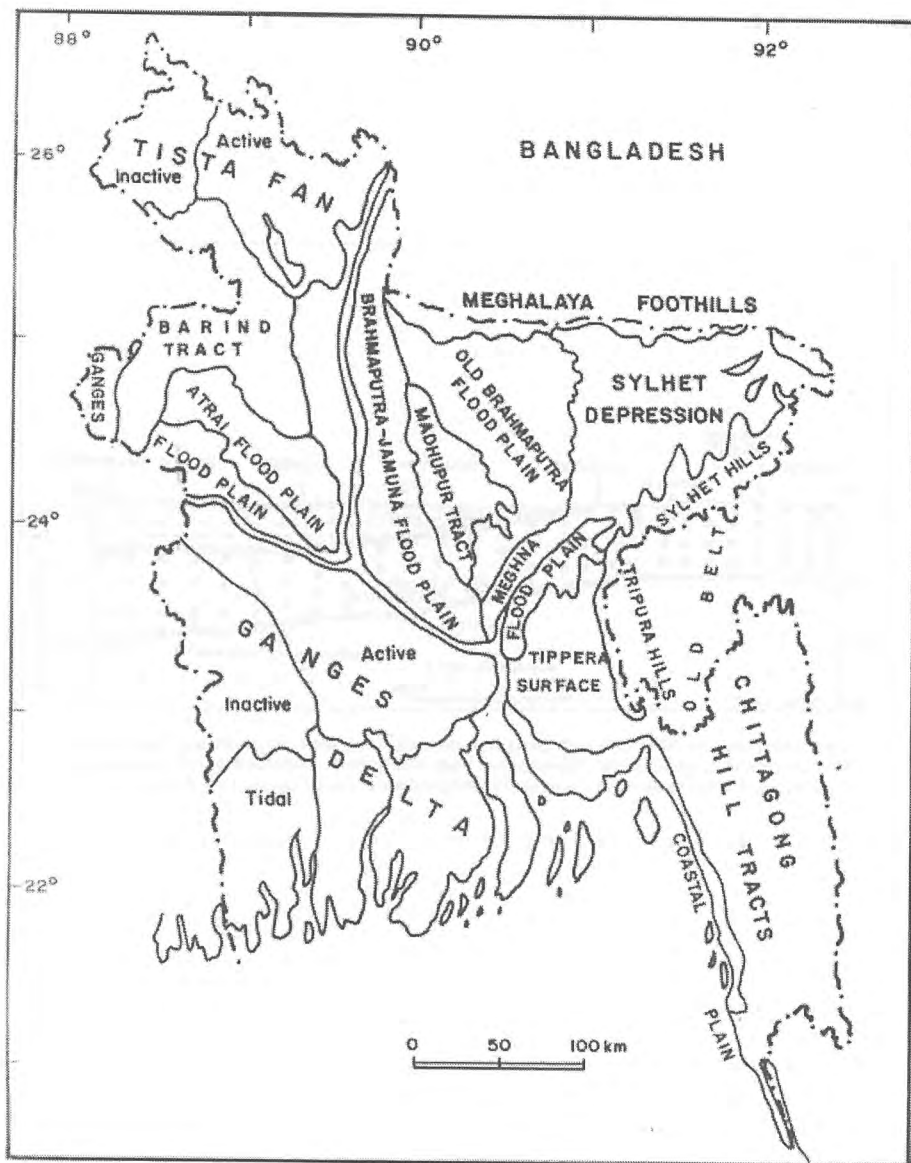 88°
90°
92°
26°
24°
22°
BANGLADESH
TISTA FAN
Active
Inactive
MEGHALAYA FOOTHILLS
BARIND
TRACT
GANGES
FLOOD PLAIN
ATRAI FLOOD PLAIN
BRAHMAPUTRA-JAMUNA FLOOD PLAIN
MADHUPUR TRACT
OLD BRAHMAPUTRA
FLOOD PLAIN
SYLHET
DEPRESSION
SYLHET HILLS
MEGHNA
FLOOD PLAIN
TRIPURA HILLS
OLD BELT
TIPPERA
SURFACE
GANGES
DELTA
Active
Inactive
Tidal
CHITTAGONG
HILL TRACTS
COASTAL
PLAIN
0 50 100 km